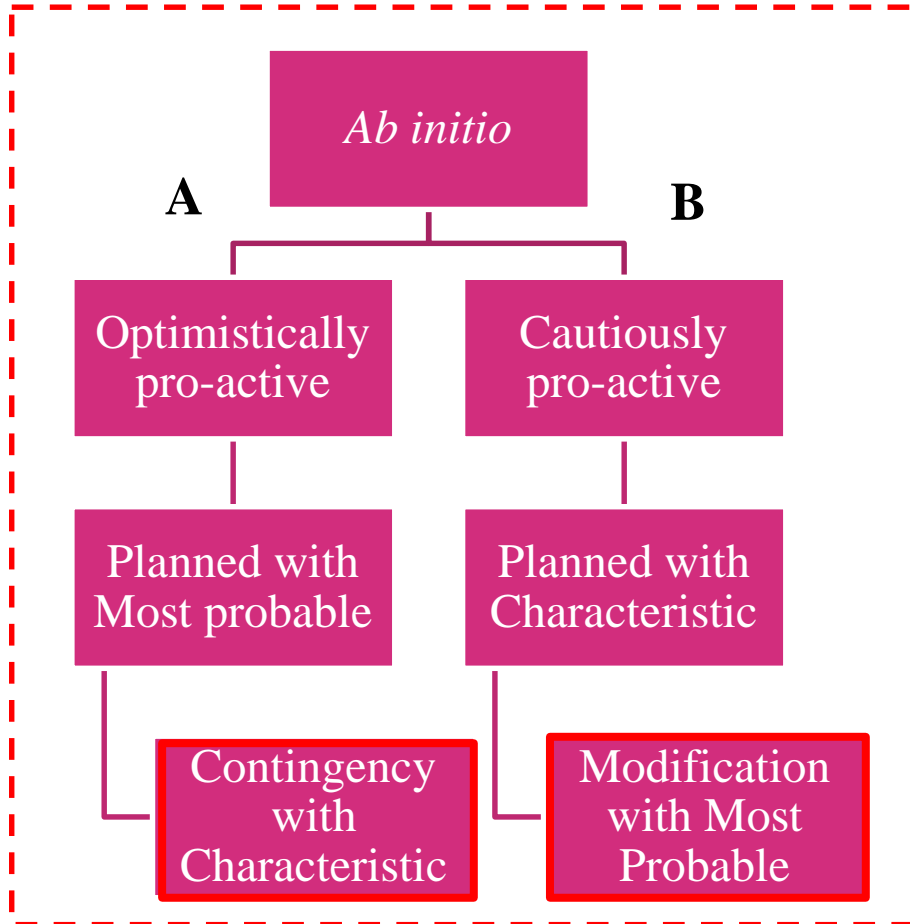 Ab initio
A
B
Optimistically
pro-active
Cautiously
pro-active
Planned with
Most probable
Planned with
Characteristic
Contingency
with
Characteristic
Modification
with Most
Probable